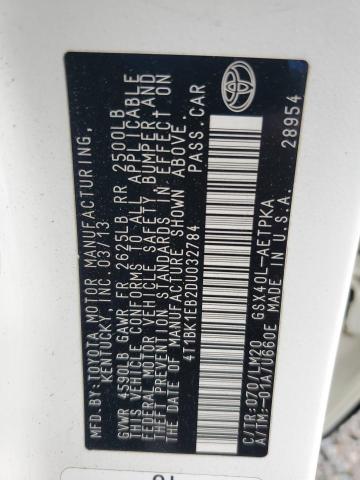 MFD. BY: TOYOTA MOTOR MANUFACTURING,
KENTUCKY, INC. 03/13
GVWR 4590LB GAWR FR 2625LB RR 2500LB
THIS VEHICLE CONFORMS TO ALL APPLICABLE
FEDERAL MOTOR VEHICLE SAFETY, BUMPER AND
THEFT PREVENTION STANDARDS IN EFFECT ON
THE DATE OF MANUFACTURE SHOWN ABOVE.
4T1BK1EB2DU032784 PASS. CAR
C/TR: 070/LM20 GSX40L-AETPKA
A/TM: -01A/U660E MADE IN U.S.A.
28954